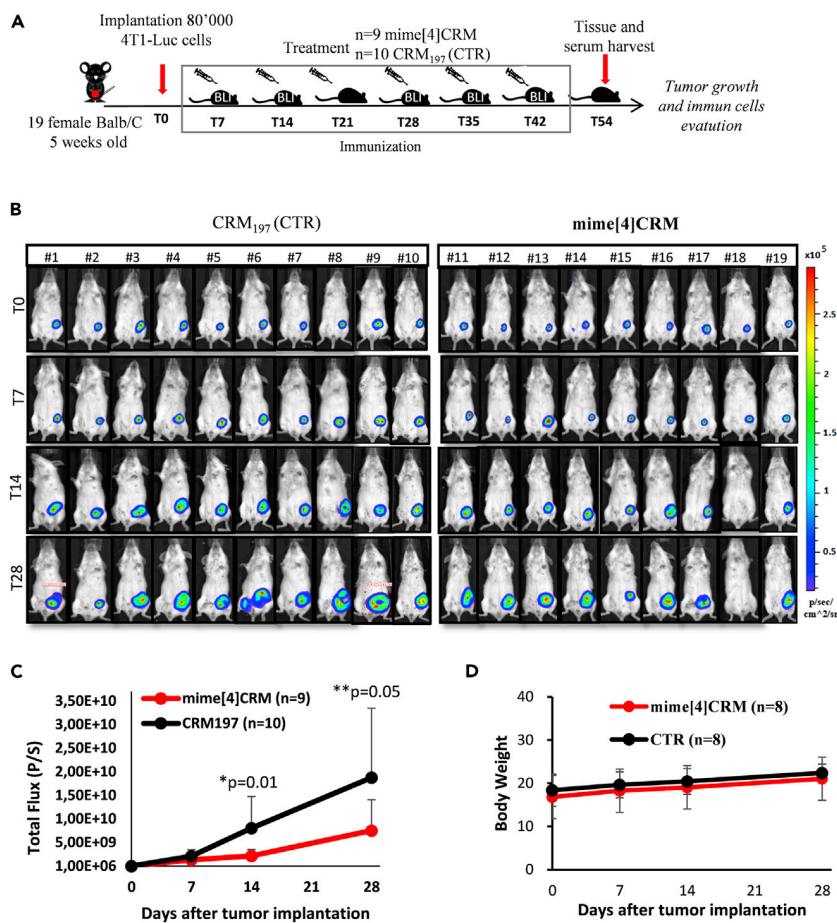 A
Implantation 80’000
4T1-Luc cells
Treatment
n=9 mime[4]CRM
n=10 CRM197 (CTR)
Tissue and
serum harvest
BLI BLI BLI BLI BLI
T0 T7 T14 T21 T28 T35 T42 T54
19 female Balb/C
5 weeks old
Immunization
Tumor growth
and immun cells
evatution
B
CRM197 (CTR) mime[4]CRM
#1 #2 #3 #4 #5 #6 #7 #8 #9 #10 #11 #12 #13 #14 #15 #16 #17 #18 #19
T0
T7
T14
T28
x10^5
3
2.5
2
1.5
1
0.5
p/sec/
cm^2/sr
C
Total Flux (P/S)
3,50E+10
3,00E+10
2,50E+10
2,00E+10
1,50E+10
1,00E+10
5,00E+09
1,00E+06
mime[4]CRM (n=9)
CRM197 (n=10)
*p=0.01
**p=0.05
0 7 14 21 28
Days after tumor implantation
D
Body Weight
40
30
20
10
0
mime[4]CRM (n=8)
CTR (n=8)
0 7 14 21 28
Days after tumor implantation